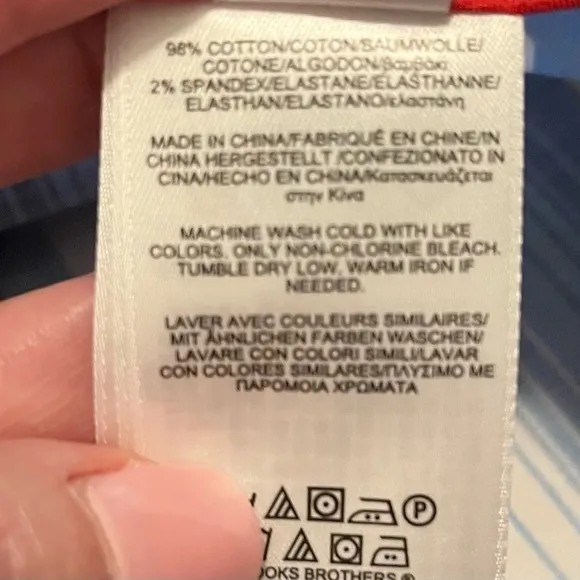 98% COTTON/COTON/BAUMWOLLE/
COTONE/ALGODON/βαμβάκι
2% SPANDEX/ELASTANE/ELASTHANNE/
ELASTHAN/ELASTANO/ελαστάνη
MADE IN CHINA/FABRIQUÉ EN CHINE/IN
CHINA HERGESTELLT /CONFEZIONATO IN
CINA/HECHO EN CHINA/Κατασκευάζεται
στην Κίνα
MACHINE WASH COLD WITH LIKE
COLORS. ONLY NON-CHLORINE BLEACH.
TUMBLE DRY LOW. WARM IRON IF
NEEDED.
LAVER AVEC COULEURS SIMILAIRES/
MIT ÄHNLICHEN FARBEN WASCHEN/
LAVARE CON COLORI SIMILI/LAVAR
CON COLORES SIMILARES/ΠΛΥΣΙΜΟ ΜΕ
ΠΑΡΟΜΟΙΑ ΧΡΩΜΑΤΑ
P
OOKS BROTHERS ®